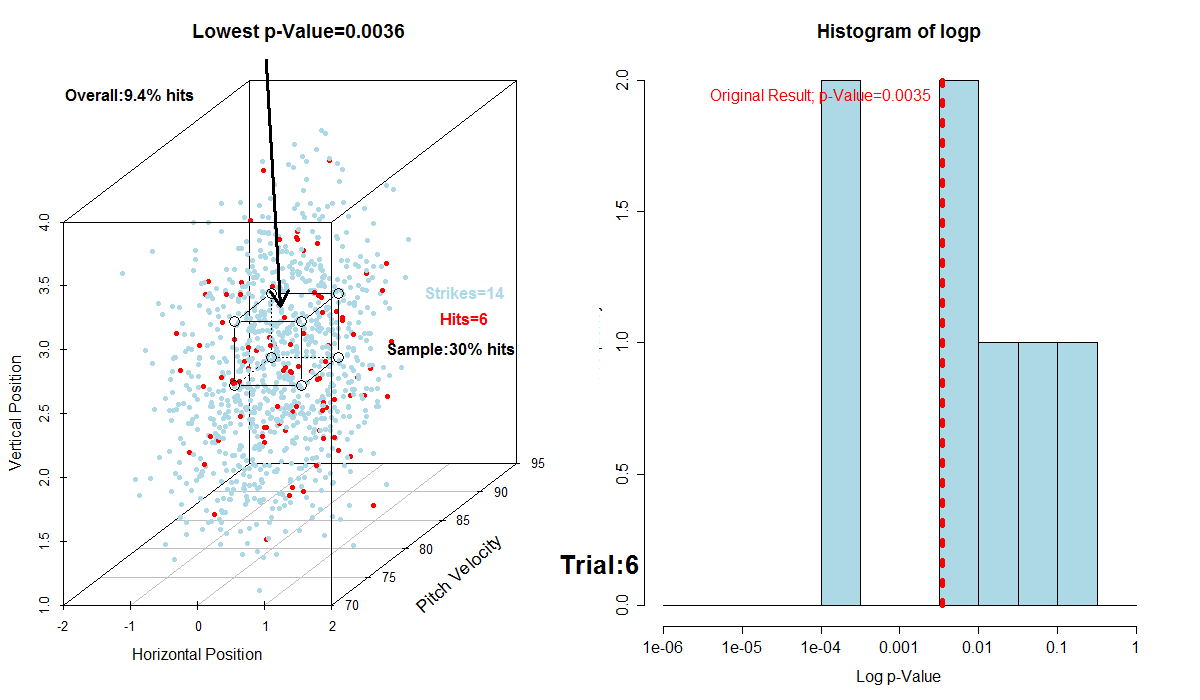 Lowest p-Value=0.0036
Overall:9.4% hits
Strikes=14
Hits=6
Sample:30% hits
Vertical Position
4.0
3.5
3.0
2.5
2.0
1.5
1.0
-2
-1
0
1
2
Horizontal Position
70
75
80
85
90
95
Pitch Velocity
Histogram of logp
Original Result; p-Value=0.0035
2.0
1.5
1.0
0.5
0.0
Trial:6
1e-06
1e-05
1e-04
0.001
0.01
0.1
1
Log p-Value